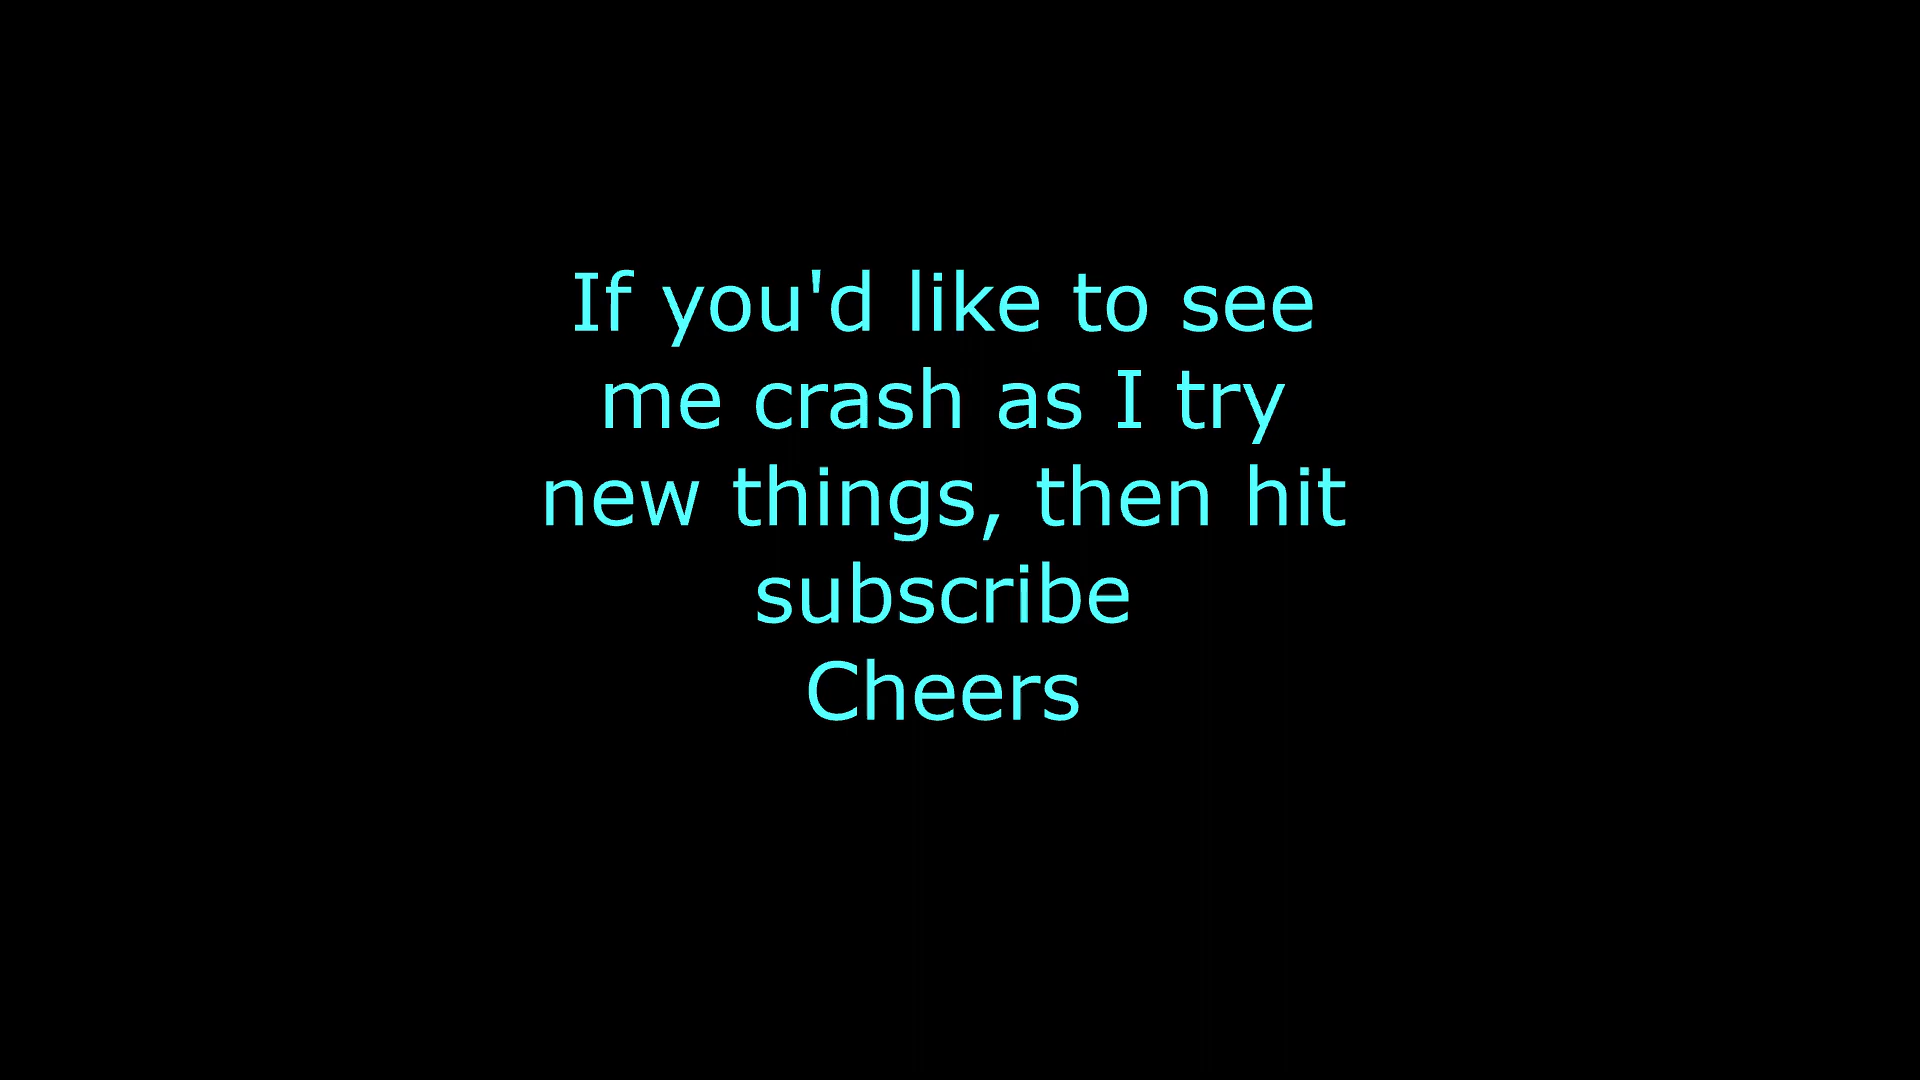 If you'd like to see
me crash as I try
new things, then hit
subscribe
Cheers